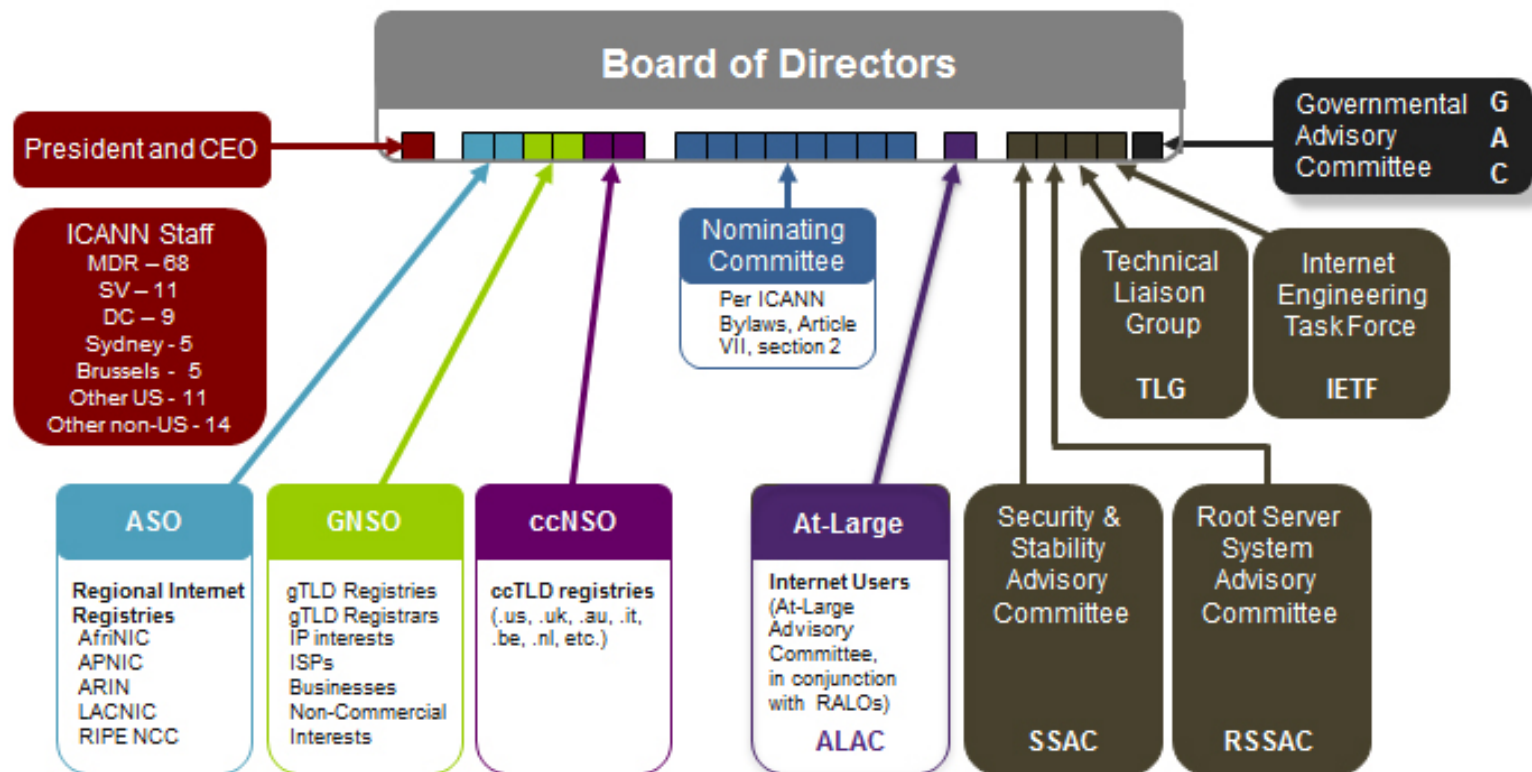 Board of Directors
President and CEO
ICANN Staff
MDR – 68
SV – 11
DC – 9
Sydney - 5
Brussels - 5
Other US - 11
Other non-US - 14
Governmental
Advisory
Committee
G
A
C
Nominating
Committee
Per ICANN
Bylaws, Article
VII, section 2
Technical
Liaison
Group
TLG
Internet
Engineering
Task Force
IETF
ASO
Regional Internet
Registries
AfriNIC
APNIC
ARIN
LACNIC
RIPE NCC
GNSO
gTLD Registries
gTLD Registrars
IP interests
ISPs
Businesses
Non-Commercial
Interests
ccNSO
ccTLD registries
(.us, .uk, .au, .it,
.be, .nl, etc.)
At-Large
Internet Users
(At-Large
Advisory
Committee,
in conjunction
with RALOs)
ALAC
Security &
Stability
Advisory
Committee
SSAC
Root Server
System
Advisory
Committee
RSSAC